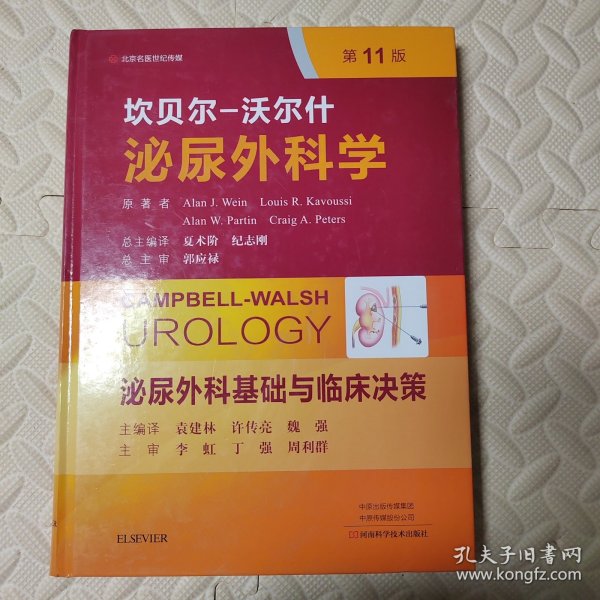 北京名医世纪传媒
第11版
坎贝尔-沃尔什
泌尿外科学
原著者 Alan J. Wein Louis R. Kavoussi
Alan W. Partin Craig A. Peters
总主编译 夏术阶 纪志刚
总主审 郭应禄
CAMPBELL-WALSH
UROLOGY
泌尿外科基础与临床决策
主编译 袁建林 许传亮 魏强
主审 李虹 丁强 周利群
中原出版传媒集团
中原传媒股份公司
河南科学技术出版社
ELSEVIER
孔夫子旧书网
www.kongfz.com